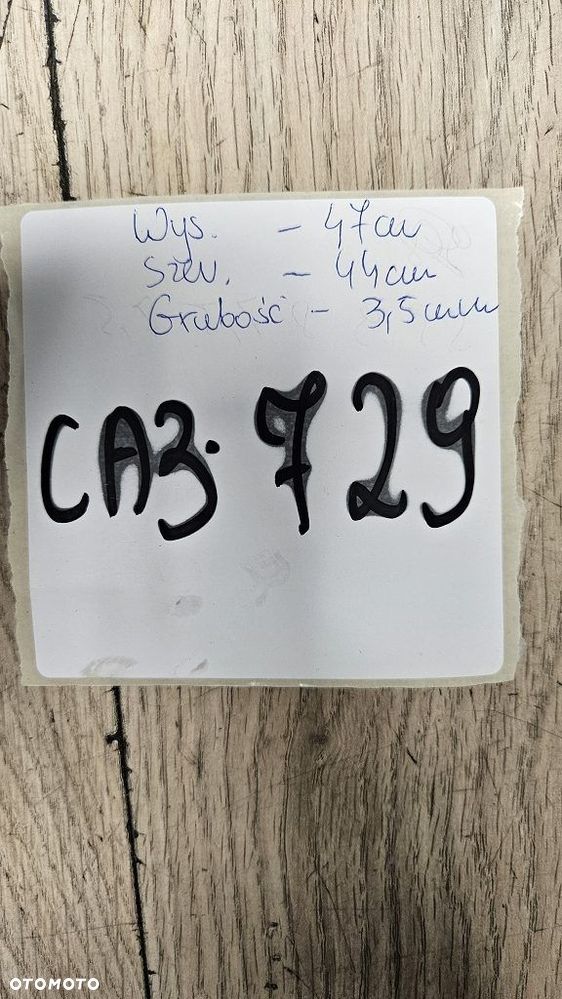 Wys. - 47cm
Szer. - 44cm
Grubość - 3,5cm
CA3. 729
OTOMOTO